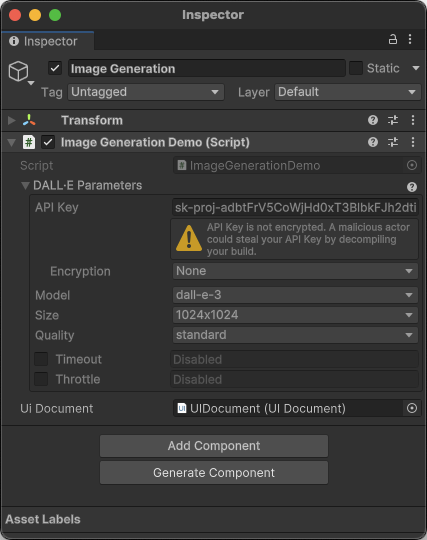 Inspector
Inspector
Image Generation
Static
Tag Untagged Layer Default
Transform
# Image Generation Demo (Script)
Script # ImageGenerationDemo
DALL·E Parameters
API Key
API Key is not encrypted. A malicious actor
could steal your API Key by decompiling
your build.
Encryption None
Model dall-e-3
Size 1024x1024
Quality standard
Timeout Disabled
Throttle Disabled
Ui Document UIDocument (UI Document)
Add Component
Generate Component
Asset Labels